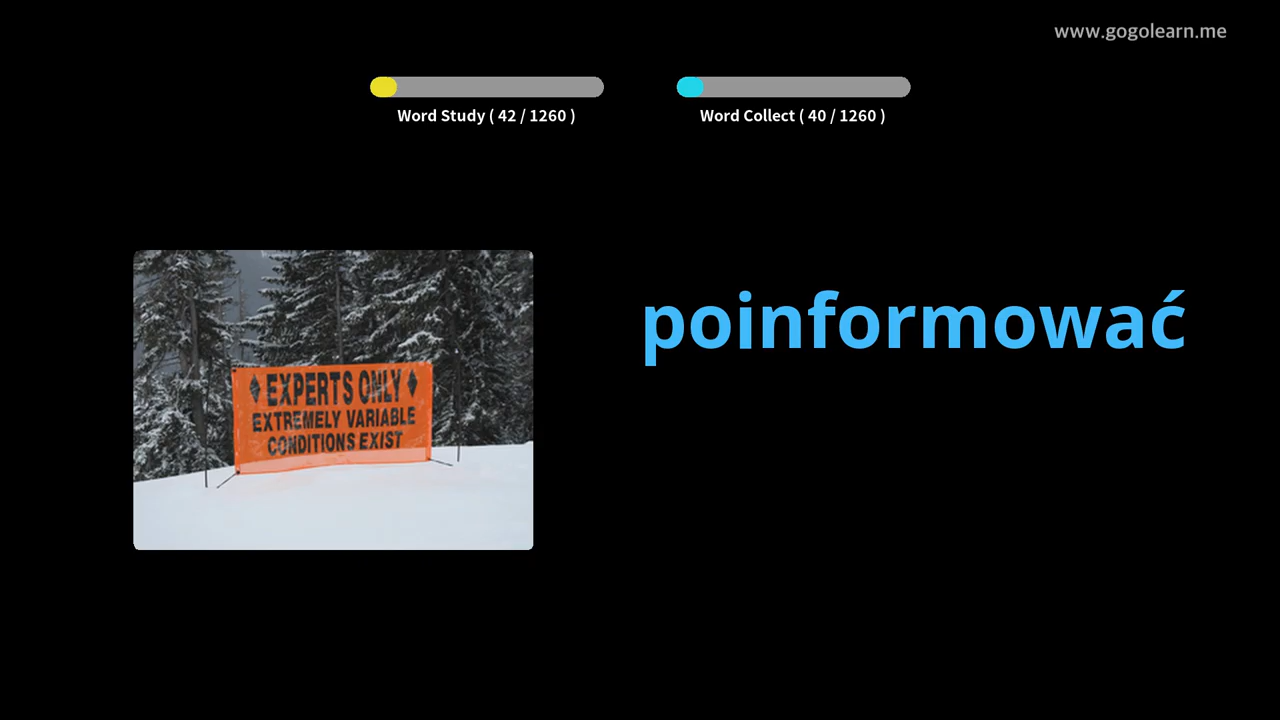 www.gogolearn.me
Word Study ( 42 / 1260 )
Word Collect ( 40 / 1260 )
EXPERTS ONLY
EXTREMELY VARIABLE
CONDITIONS EXIST
poinformować